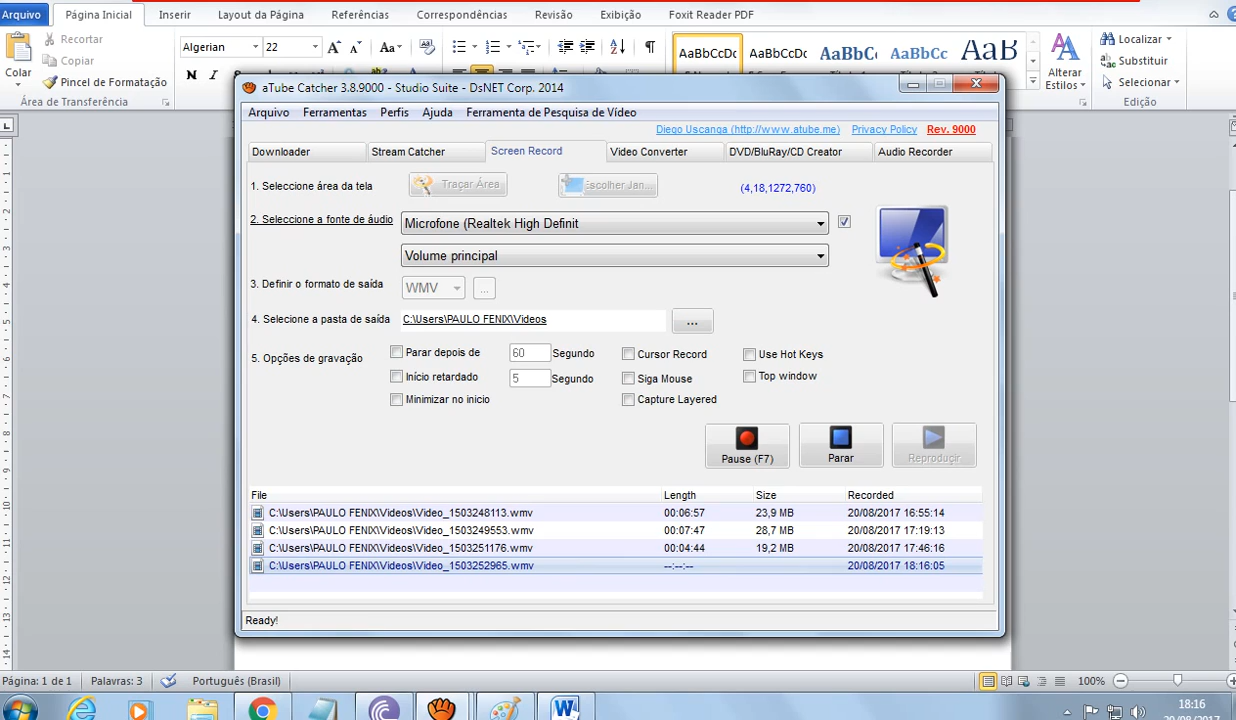 Arquivo Página Inicial Inserir Layout da Página Referências Correspondências Revisão Exibição Foxit Reader PDF
Colar
Recortar
Copiar
Pincel de Formatação
Área de Transferência
Algerian 22
N I
AaBbCcDc AaBbCcDc AaBbCc AaBbCc AaB
Alterar
Estilos
Localizar
Substituir
Selecionar
Edição
aTube Catcher 3.8.9000 - Studio Suite - DsNET Corp. 2014
Arquivo Ferramentas Perfis Ajuda Ferramenta de Pesquisa de Vídeo
Diego Uscanga (http://www.atube.me) Privacy Policy Rev. 9000
Downloader Stream Catcher Screen Record Video Converter DVD/BluRay/CD Creator Audio Recorder
1. Seleccione área da tela Traçar Área Escolher Jan... (4,18,1272,760)
2. Seleccione a fonte de áudio Microfone (Realtek High Definit
Volume principal
3. Definir o formato de saída WMV ...
4. Selecione a pasta de saída C:\Users\PAULO FENIX\Videos ...
5. Opções de gravação
Parar depois de 60 Segundo Cursor Record Use Hot Keys
Início retardado 5 Segundo Siga Mouse Top window
Minimizar no inicio Capture Layered
Pause (F7) Parar Reproduçir
File Length Size Recorded
C:\Users\PAULO FENIX\Videos\Video_1503248113.wmv 00:06:57 23,9 MB 20/08/2017 16:55:14
C:\Users\PAULO FENIX\Videos\Video_1503249553.wmv 00:07:47 28,7 MB 20/08/2017 17:19:13
C:\Users\PAULO FENIX\Videos\Video_1503251176.wmv 00:04:44 19,2 MB 20/08/2017 17:46:16
C:\Users\PAULO FENIX\Videos\Video_1503252965.wmv --:--:-- 20/08/2017 18:16:05
Ready!
Página: 1 de 1 Palavras: 3 Português (Brasil) 100%
18:16
20/08/2017